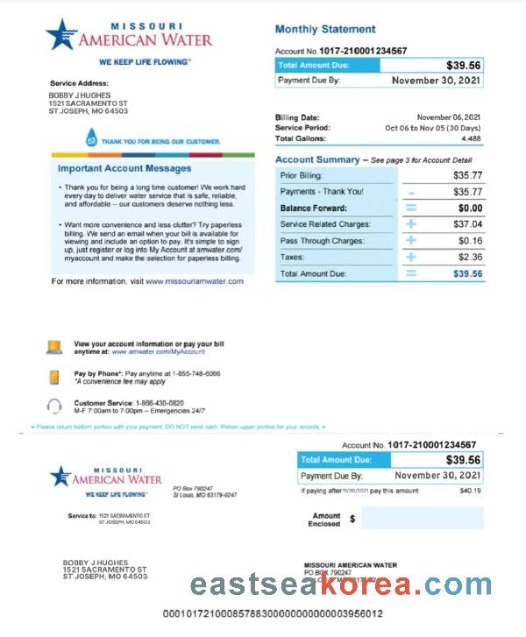 MISSOURI
AMERICAN WATER
WE KEEP LIFE FLOWING™
Monthly Statement
Account No. 1017-210001234567
Total Amount Due: $39.56
Payment Due By: November 30, 2021
Service Address:
BOBBY J HUGHES
1521 SACRAMENTO ST
ST JOSEPH, MO 64503
Billing Date: November 06, 2021
Service Period: Oct 06 to Nov 05 (30 Days)
Total Gallons: 4,488
THANK YOU FOR BEING OUR CUSTOMER.
Important Account Messages
• Thank you for being a long time customer! We work hard
every day to deliver water service that is safe, reliable,
and affordable – our customers deserve nothing less.
• Want more convenience and less clutter? Try paperless
billing. We send an email when your bill is available for
viewing and include an option to pay. It's simple to sign
up, just register or log into My Account at amwater.com/
myaccount and make the selection for paperless billing.
For more information, visit www.missouriamwater.com
Account Summary – See page 3 for Account Detail
Prior Billing: $35.77
Payments - Thank You! - $35.77
Balance Forward: = $0.00
Service Related Charges: + $37.04
Pass Through Charges: + $0.16
Taxes: + $2.36
Total Amount Due: = $39.56
View your account information or pay your bill
anytime at: www.amwater.com/MyAccount
Pay by Phone*: Pay anytime at 1-855-748-6066
*A convenience fee may apply
Customer Service: 1-866-430-0820
M-F 7:00am to 7:00pm – Emergencies 24/7
Please return bottom portion with your payment. DO NOT send cash. Retain upper portion for your records.
MISSOURI
AMERICAN WATER
WE KEEP LIFE FLOWING™
PO Box 790247
St Louis, MO 63179-0247
Account No. 1017-210001234567
Total Amount Due: $39.56
Payment Due By: November 30, 2021
If paying after pay this amount: $40.19
Service to: 1521 SACRAMENTO ST
ST JOSEPH, MO 64503
Amount
Enclosed $
BOBBY J HUGHES
1521 SACRAMENTO ST
ST JOSEPH, MO 64503
MISSOURI AMERICAN WATER
PO BOX 790247
eastseakorea.com